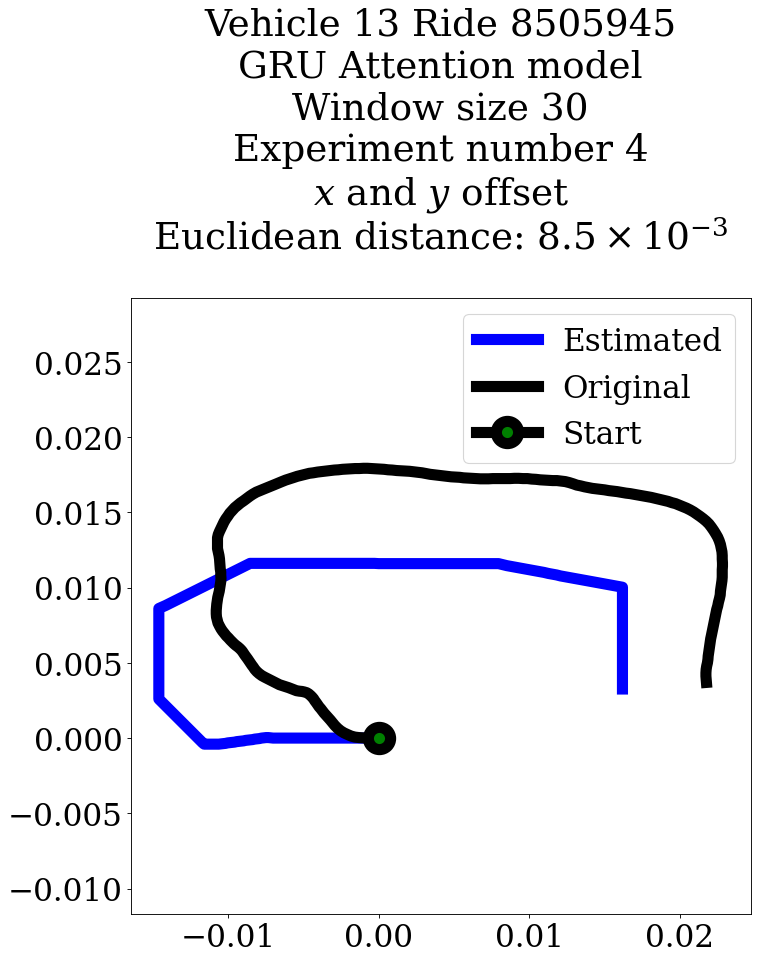 Vehicle 13 Ride 8505945
GRU Attention model
Window size 30
Experiment number 4
x and y offset
Euclidean distance: 8.5 × 10⁻³
Estimated
Original
Start
0.025
0.020
0.015
0.010
0.005
0.000
−0.005
−0.010
−0.01 0.00 0.01 0.02